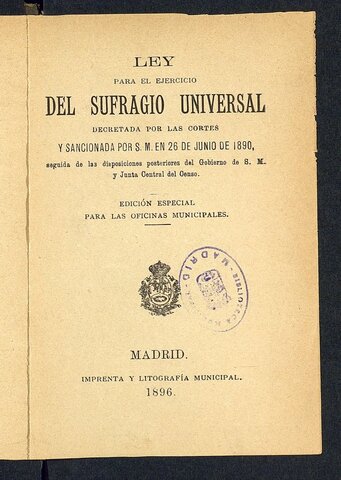 LEY
PARA EL EJERCICIO
DEL SUFRAGIO UNIVERSAL
DECRETADA POR LAS CORTES
Y SANCIONADA POR S. M. EN 26 DE JUNIO DE 1890,
seguida de las disposiciones posteriores del Gobierno de S. M.
y Junta Central del Censo.
EDICIÓN ESPECIAL
PARA LAS OFICINAS MUNICIPALES.
BIBLIOTECA
MADRID
MADRID.
IMPRENTA Y LITOGRAFÍA MUNICIPAL.
1896.